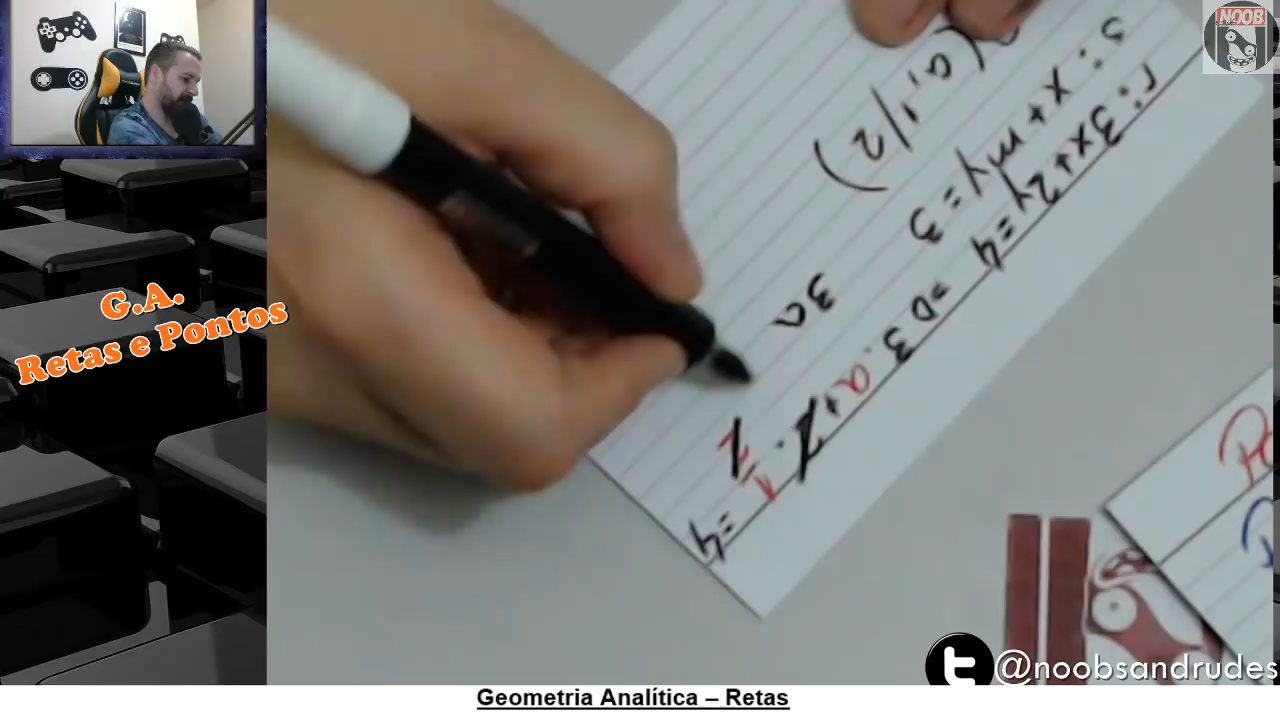 NOOB
(a, 1/2)
s: x + my = 3
r: 3x + 2y = 4 ⇒ 3 . a + 2 . 1/2 = 4
3a
G.A.
Retas e Pontos
@noobsandrudes
Geometria Analítica – Retas